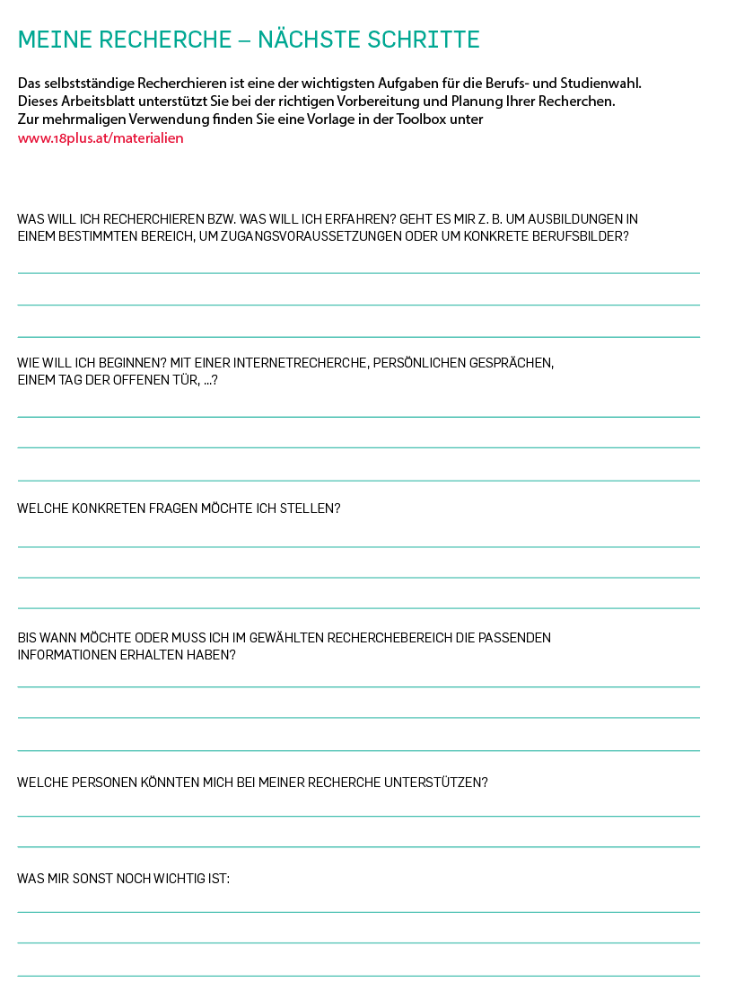 MEINE RECHERCHE – NÄCHSTE SCHRITTE
Das selbstständige Recherchieren ist eine der wichtigsten Aufgaben für die Berufs- und Studienwahl.
Dieses Arbeitsblatt unterstützt Sie bei der richtigen Vorbereitung und Planung Ihrer Recherchen.
Zur mehrmaligen Verwendung finden Sie eine Vorlage in der Toolbox unter
www.18plus.at/materialien
WAS WILL ICH RECHERCHIEREN BZW. WAS WILL ICH ERFAHREN? GEHT ES MIR Z. B. UM AUSBILDUNGEN IN
EINEM BESTIMMTEN BEREICH, UM ZUGANGSVORAUSSETZUNGEN ODER UM KONKRETE BERUFSBILDER?
WIE WILL ICH BEGINNEN? MIT EINER INTERNETRECHERCHE, PERSÖNLICHEN GESPRÄCHEN,
EINEM TAG DER OFFENEN TÜR, ...?
WELCHE KONKRETEN FRAGEN MÖCHTE ICH STELLEN?
BIS WANN MÖCHTE ODER MUSS ICH IM GEWÄHLTEN RECHERCHEBEREICH DIE PASSENDEN
INFORMATIONEN ERHALTEN HABEN?
WELCHE PERSONEN KÖNNTEN MICH BEI MEINER RECHERCHE UNTERSTÜTZEN?
WAS MIR SONST NOCH WICHTIG IST: